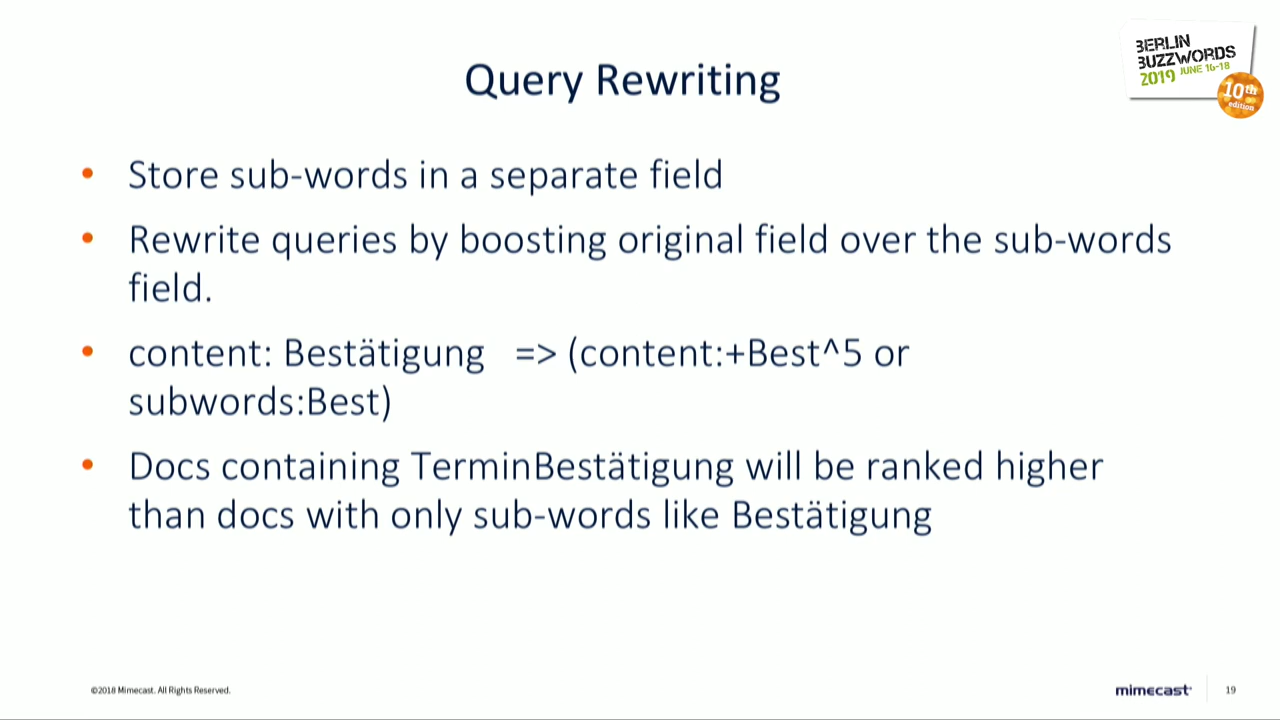 BERLIN
BUZZWORDS
2019 JUNE 16-18
10th
edition
Query Rewriting
• Store sub-words in a separate field
• Rewrite queries by boosting original field over the sub-words
field.
• content: Bestätigung => (content:+Best^5 or
subwords:Best)
• Docs containing TerminBestätigung will be ranked higher
than docs with only sub-words like Bestätigung
©2018 Mimecast. All Rights Reserved.
mimecast
19